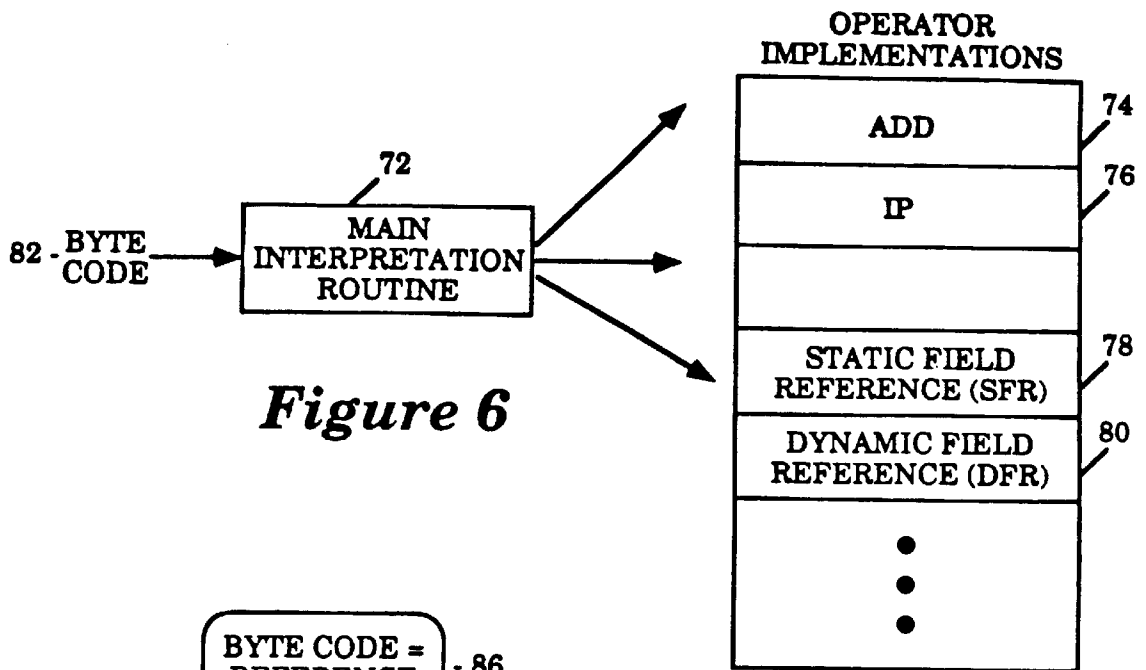 OPERATOR
IMPLEMENTATIONS
ADD
74
IP
76
72
MAIN
INTERPRETATION
ROUTINE
82 - BYTE
CODE
STATIC FIELD
REFERENCE (SFR)
78
DYNAMIC FIELD
REFERENCE (DFR)
80
Figure 6
BYTE CODE =
REFERENCE
- 86